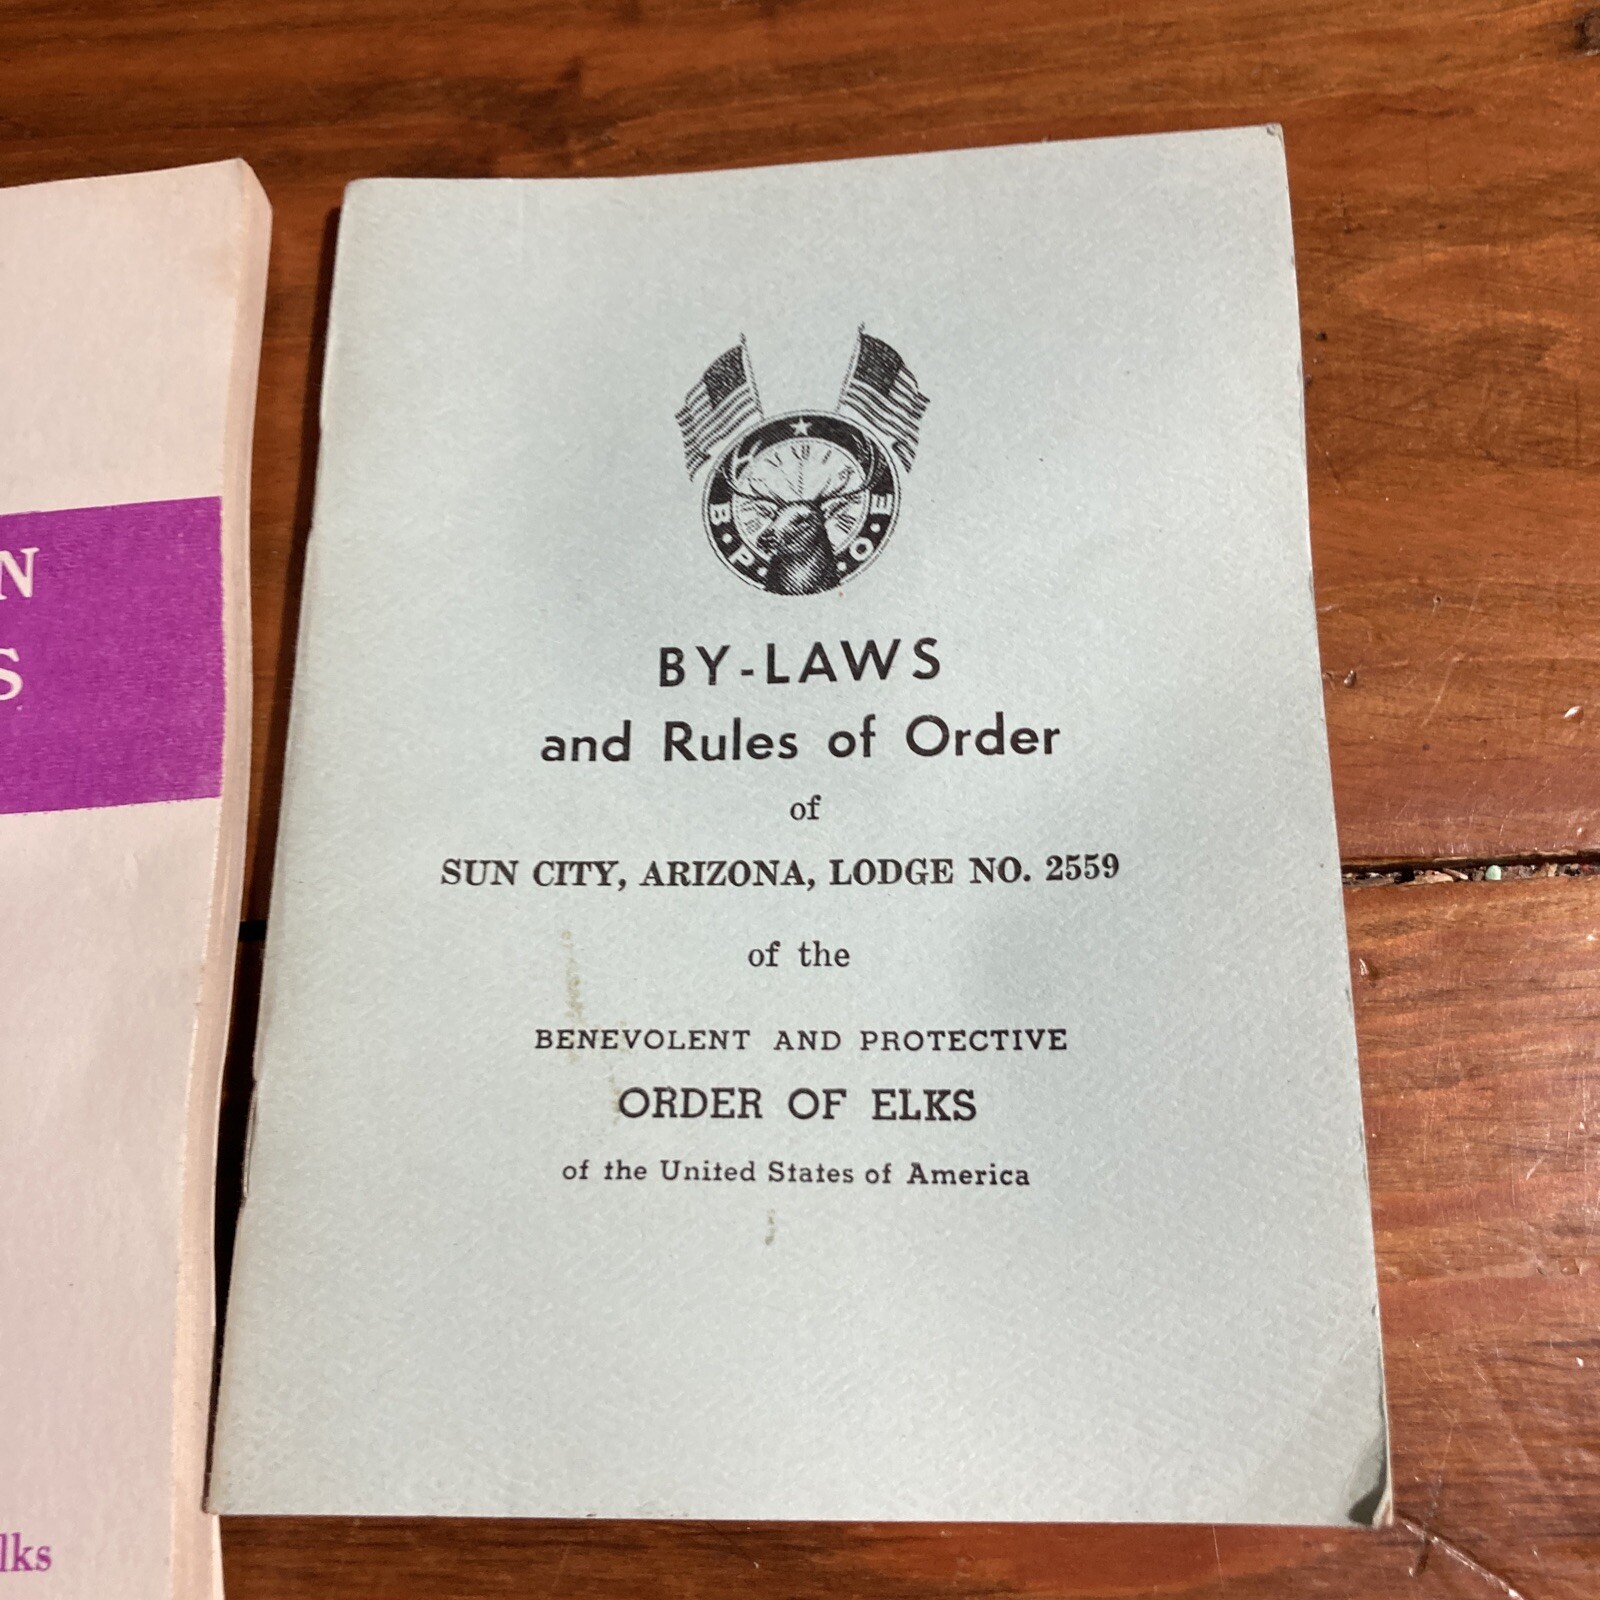 N
S
lks
B·P·O·E
BY-LAWS
and Rules of Order
of
SUN CITY, ARIZONA, LODGE NO. 2559
of the
BENEVOLENT AND PROTECTIVE
ORDER OF ELKS
of the United States of America